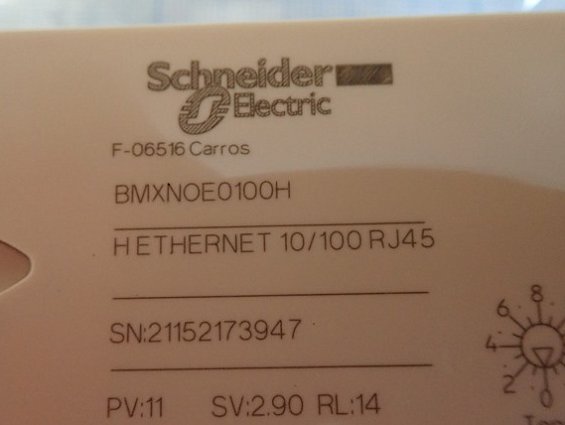 Schneider
Electric
F-06516 Carros
BMXNOE0100H
H ETHERNET 10/100 RJ45
SN:21152173947
PV:11 SV:2.90 RL:14
8
6
4
2
0